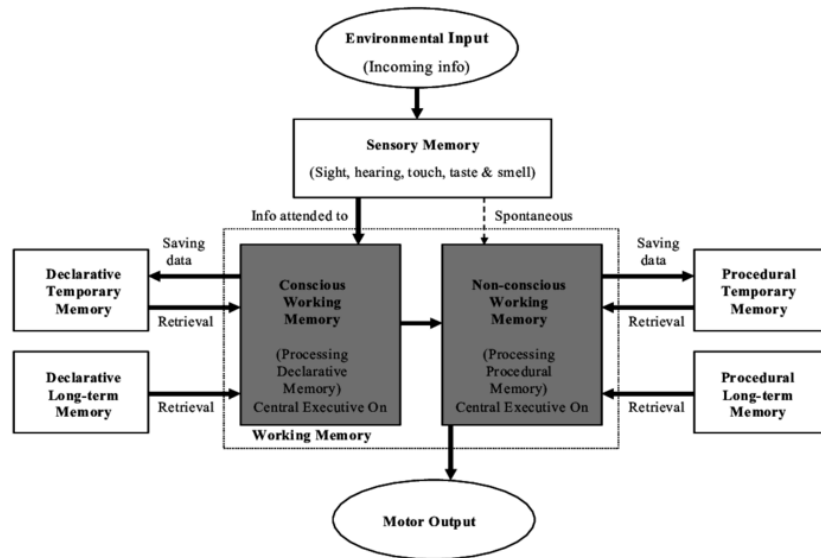 Environmental Input
(Incoming info)
Sensory Memory
(Sight, hearing, touch, taste & smell)
Info attended to
Spontaneous
Saving
data
Declarative
Temporary
Memory
Retrieval
Declarative
Long-term
Memory
Retrieval
Conscious
Working
Memory
(Processing
Declarative
Memory)
Central Executive On
Working Memory
Non-conscious
Working
Memory
(Processing
Procedural
Memory)
Central Executive On
Saving
data
Procedural
Temporary
Memory
Retrieval
Procedural
Long-term
Memory
Retrieval
Motor Output